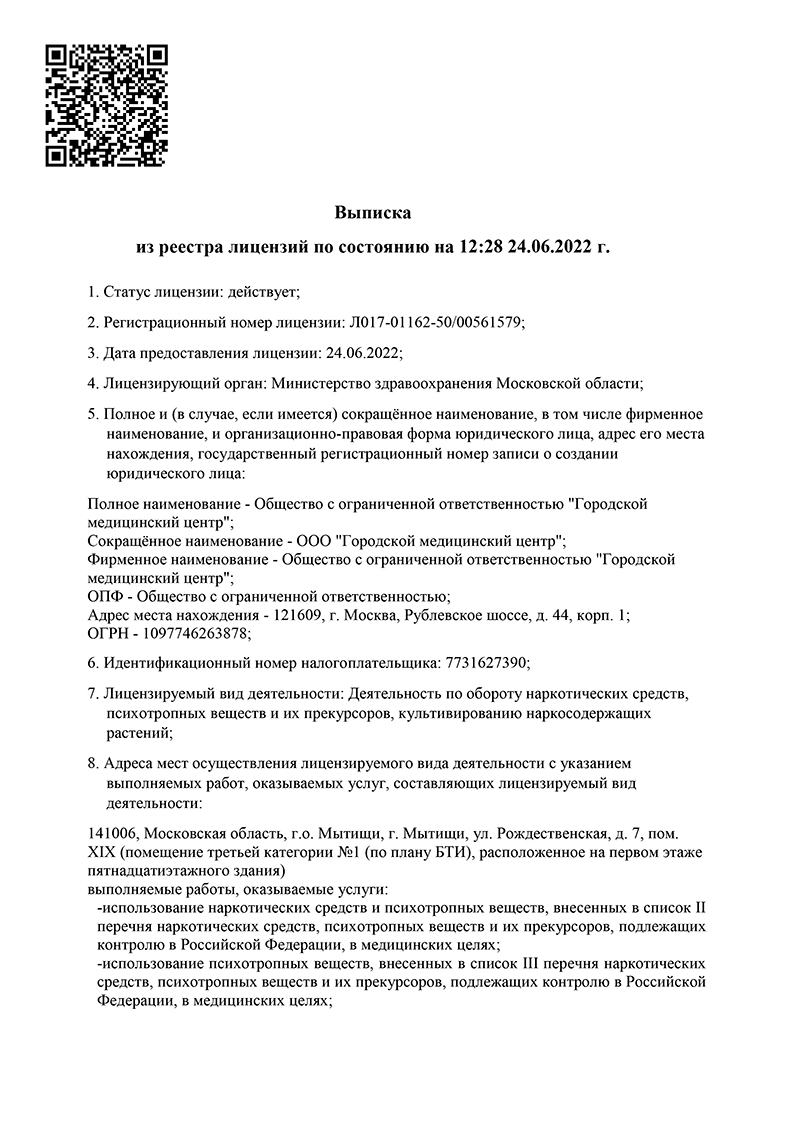 Выписка
из реестра лицензий по состоянию на 12:28 24.06.2022 г.
1. Статус лицензии: действует;
2. Регистрационный номер лицензии: Л017-01162-50/00561579;
3. Дата предоставления лицензии: 24.06.2022;
4. Лицензирующий орган: Министерство здравоохранения Московской области;
5. Полное и (в случае, если имеется) сокращённое наименование, в том числе фирменное
наименование, и организационно-правовая форма юридического лица, адрес его места
нахождения, государственный регистрационный номер записи о создании
юридического лица:
Полное наименование - Общество с ограниченной ответственностью "Городской
медицинский центр";
Сокращённое наименование - ООО "Городской медицинский центр";
Фирменное наименование - Общество с ограниченной ответственностью "Городской
медицинский центр";
ОПФ - Общество с ограниченной ответственностью;
Адрес места нахождения - 121609, г. Москва, Рублевское шоссе, д. 44, корп. 1;
ОГРН - 1097746263878;
6. Идентификационный номер налогоплательщика: 7731627390;
7. Лицензируемый вид деятельности: Деятельность по обороту наркотических средств,
психотропных веществ и их прекурсоров, культивированию наркосодержащих
растений;
8. Адреса мест осуществления лицензируемого вида деятельности с указанием
выполняемых работ, оказываемых услуг, составляющих лицензируемый вид
деятельности:
141006, Московская область, г.о. Мытищи, г. Мытищи, ул. Рождественская, д. 7, пом.
XIX (помещение третьей категории №1 (по плану БТИ), расположенное на первом этаже
пятнадцатиэтажного здания)
выполняемые работы, оказываемые услуги:
-использование наркотических средств и психотропных веществ, внесенных в список II
перечня наркотических средств, психотропных веществ и их прекурсоров, подлежащих
контролю в Российской Федерации, в медицинских целях;
-использование психотропных веществ, внесенных в список III перечня наркотических
средств, психотропных веществ и их прекурсоров, подлежащих контролю в Российской
Федерации, в медицинских целях;